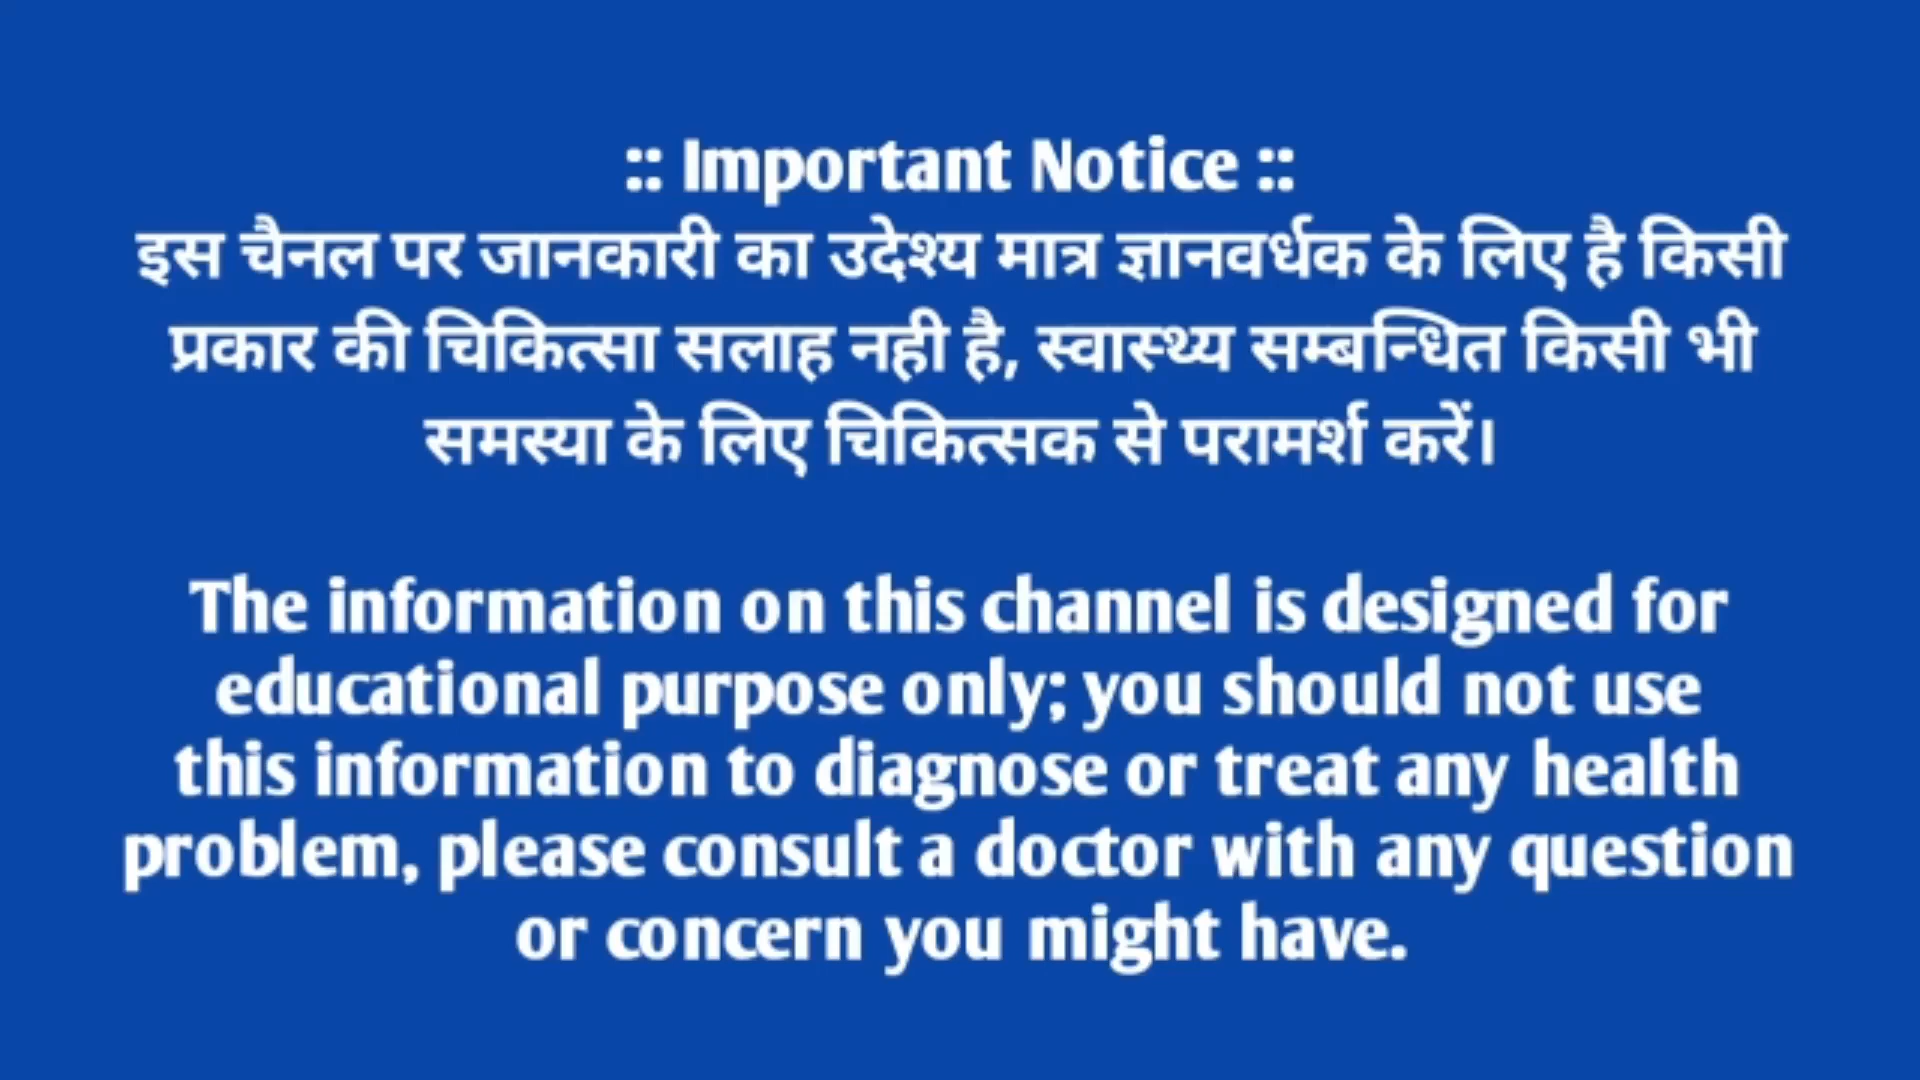 :: Important Notice ::
इस चैनल पर जानकारी का उदेश्य मात्र ज्ञानवर्धक के लिए है किसी
प्रकार की चिकित्सा सलाह नही है, स्वास्थ्य सम्बन्धित किसी भी
समस्या के लिए चिकित्सक से परामर्श करें।
The information on this channel is designed for
educational purpose only; you should not use
this information to diagnose or treat any health
problem, please consult a doctor with any question
or concern you might have.